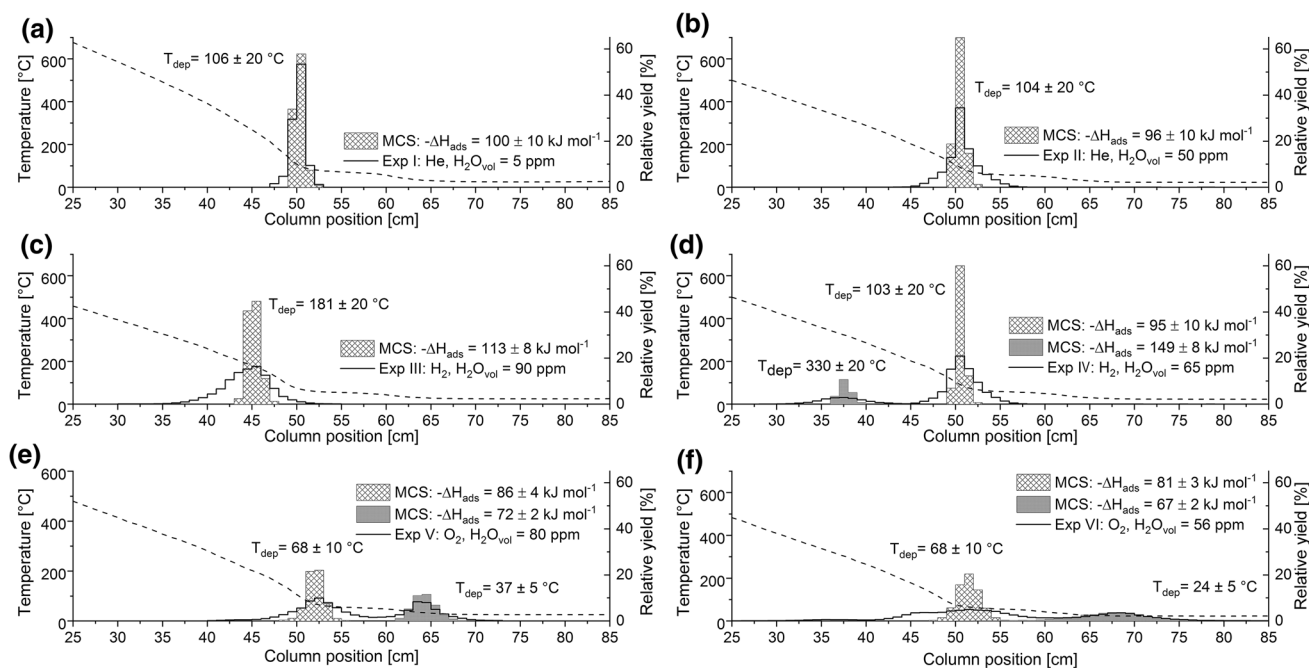 (a)
Temperature [°C]
600
400
200
0
T_dep = 106 ± 20 °C
MCS: -ΔH_ads = 100 ± 10 kJ mol⁻¹
Exp I: He, H₂O_vol = 5 ppm
60
40
20
0
Relative yield [%]
25 30 35 40 45 50 55 60 65 70 75 80 85
Column position [cm]
(b)
Temperature [°C]
600
400
200
0
T_dep = 104 ± 20 °C
MCS: -ΔH_ads = 96 ± 10 kJ mol⁻¹
Exp II: He, H₂O_vol = 50 ppm
60
40
20
0
Relative yield [%]
25 30 35 40 45 50 55 60 65 70 75 80 85
Column position [cm]
(c)
Temperature [°C]
600
400
200
0
T_dep = 181 ± 20 °C
MCS: -ΔH_ads = 113 ± 8 kJ mol⁻¹
Exp III: H₂, H₂O_vol = 90 ppm
60
40
20
0
Relative yield [%]
25 30 35 40 45 50 55 60 65 70 75 80 85
Column position [cm]
(d)
Temperature [°C]
600
400
200
0
T_dep = 103 ± 20 °C
T_dep = 330 ± 20 °C
MCS: -ΔH_ads = 95 ± 10 kJ mol⁻¹
MCS: -ΔH_ads = 149 ± 8 kJ mol⁻¹
Exp IV: H₂, H₂O_vol = 65 ppm
60
40
20
0
Relative yield [%]
25 30 35 40 45 50 55 60 65 70 75 80 85
Column position [cm]
(e)
Temperature [°C]
600
400
200
0
MCS: -ΔH_ads = 86 ± 4 kJ mol⁻¹
MCS: -ΔH_ads = 72 ± 2 kJ mol⁻¹
Exp V: O₂, H₂O_vol = 80 ppm
T_dep = 68 ± 10 °C
T_dep = 37 ± 5 °C
60
40
20
0
Relative yield [%]
25 30 35 40 45 50 55 60 65 70 75 80 85
Column position [cm]
(f)
Temperature [°C]
600
400
200
0
MCS: -ΔH_ads = 81 ± 3 kJ mol⁻¹
MCS: -ΔH_ads = 67 ± 2 kJ mol⁻¹
Exp VI: O₂, H₂O_vol = 56 ppm
T_dep = 68 ± 10 °C
T_dep = 24 ± 5 °C
60
40
20
0
Relative yield [%]
25 30 35 40 45 50 55 60 65 70 75 80 85
Column position [cm]